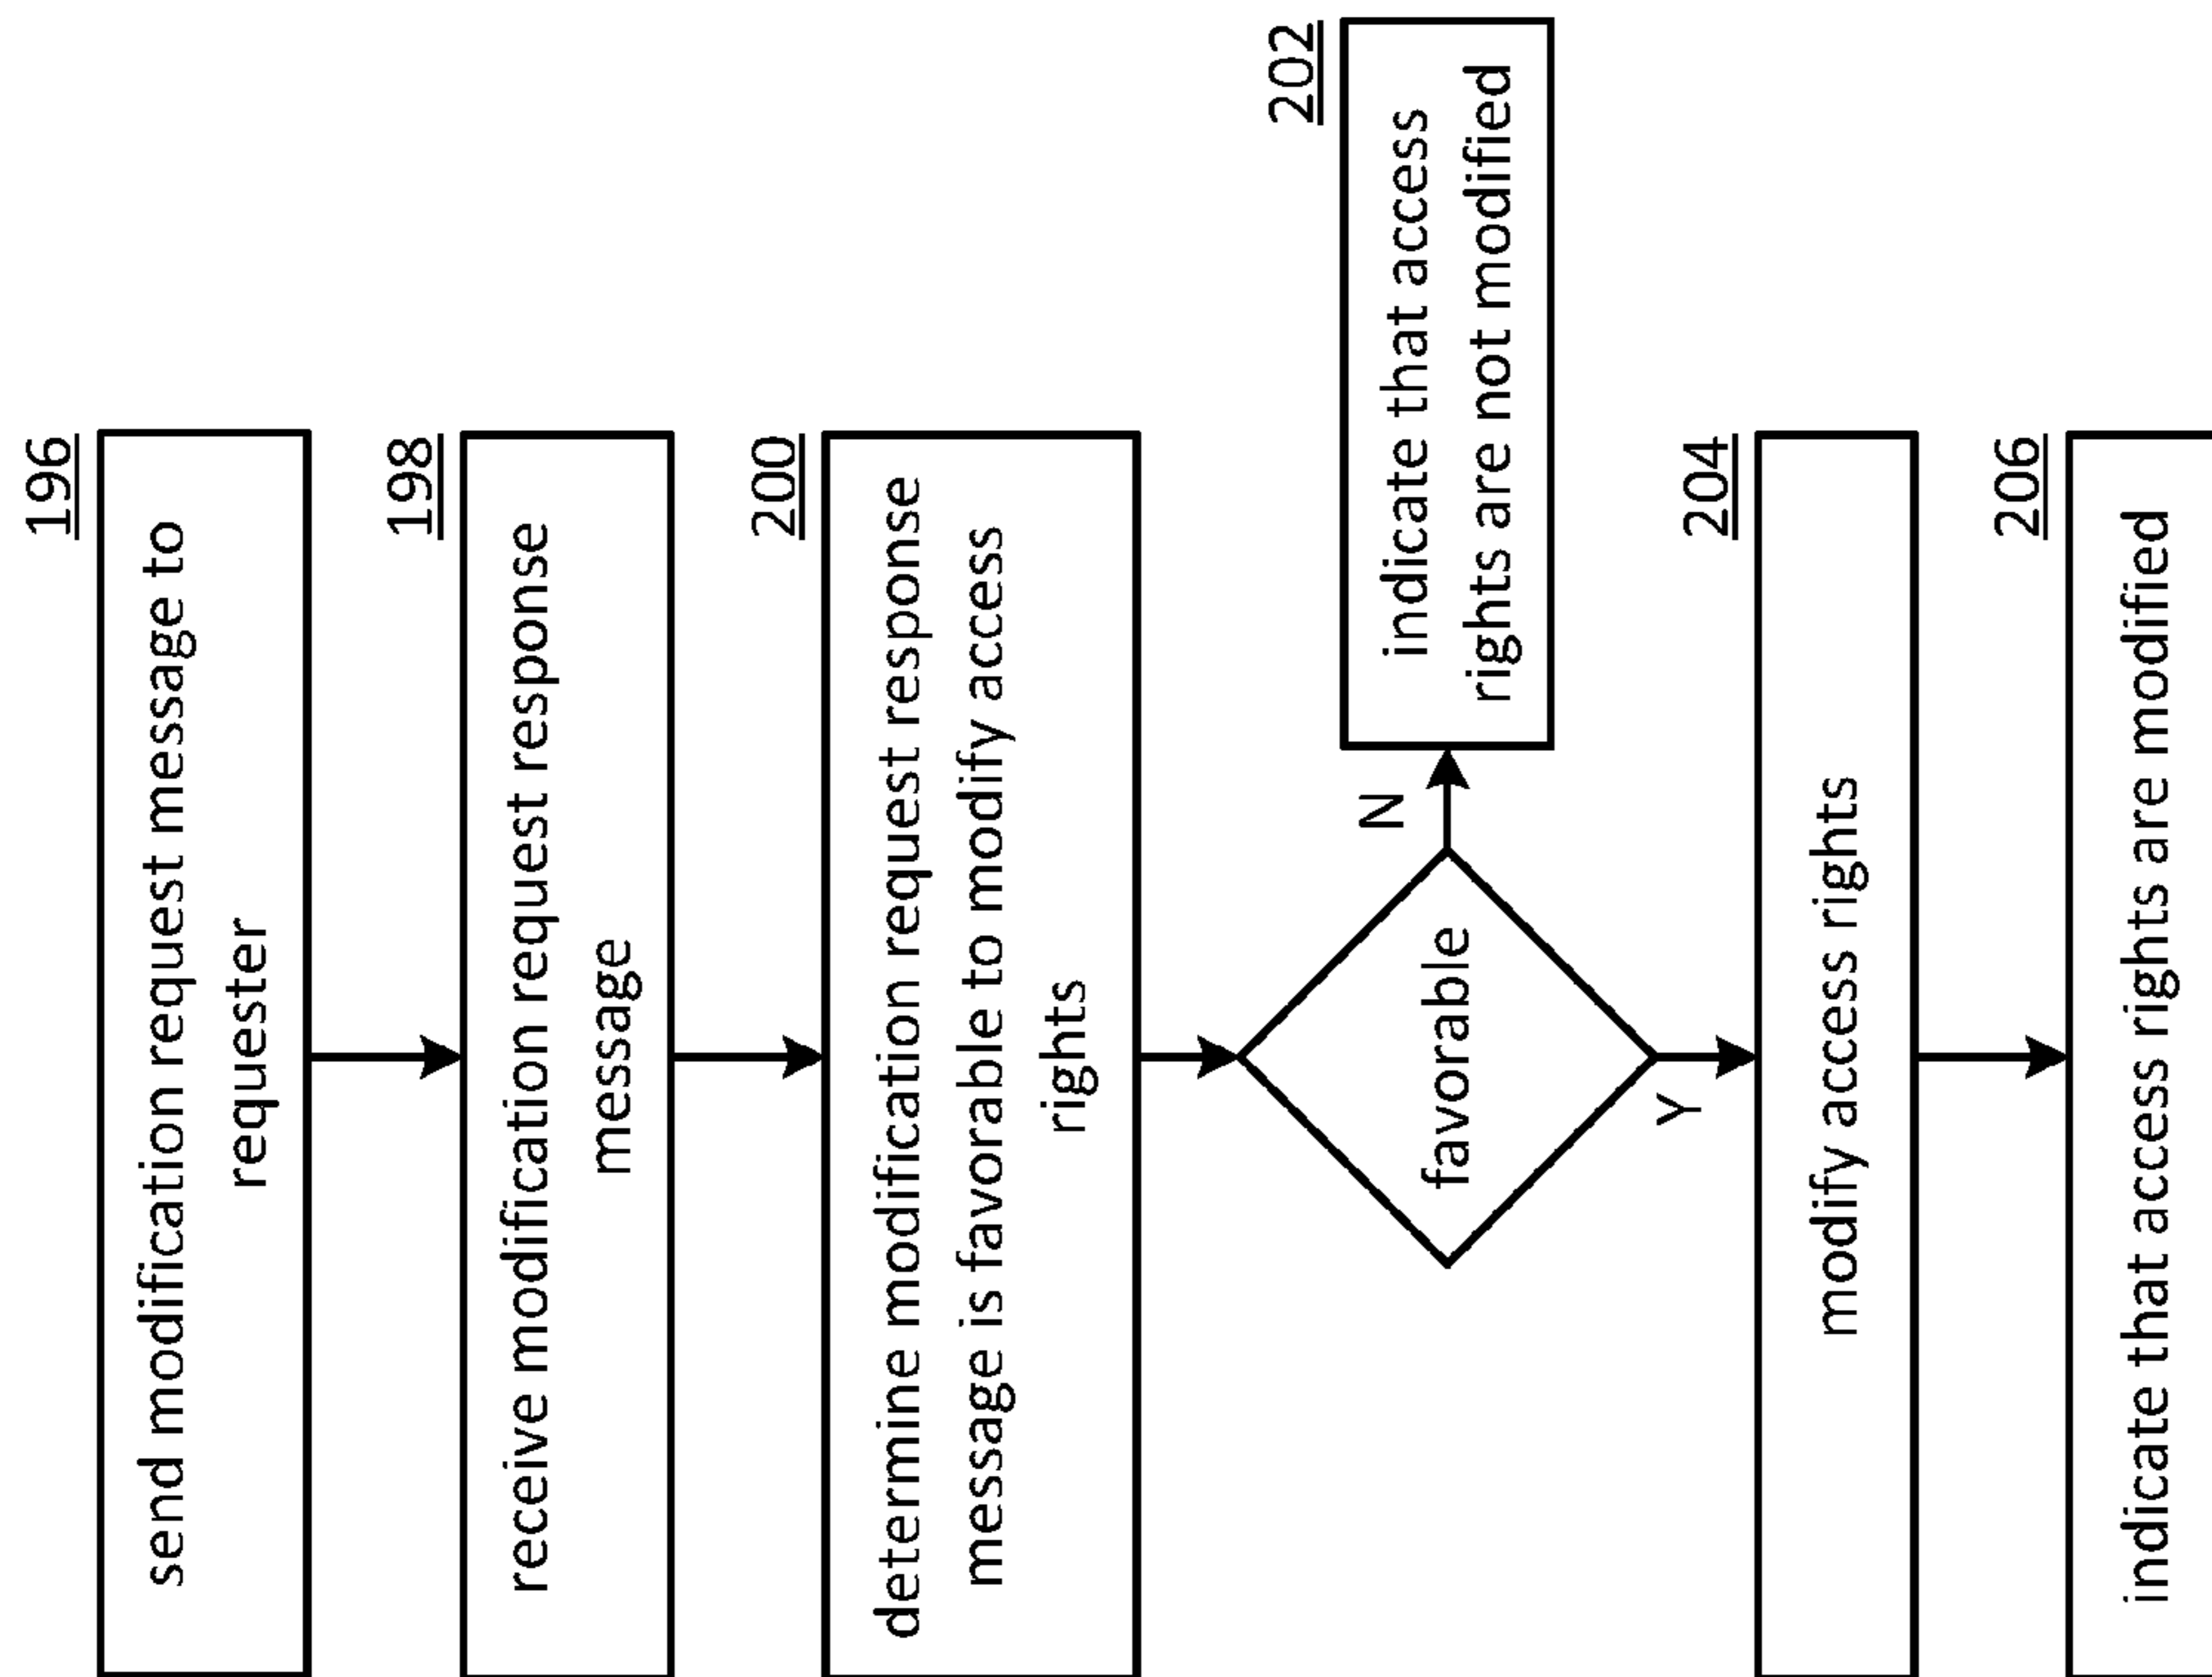 196
send modification request message to
requester
198
receive modification request response
message
200
determine modification request response
message is favorable to modify access
rights
favorable
N
202
indicate that access
rights are not modified
Y
204
modify access rights
206
indicate that access rights are modified